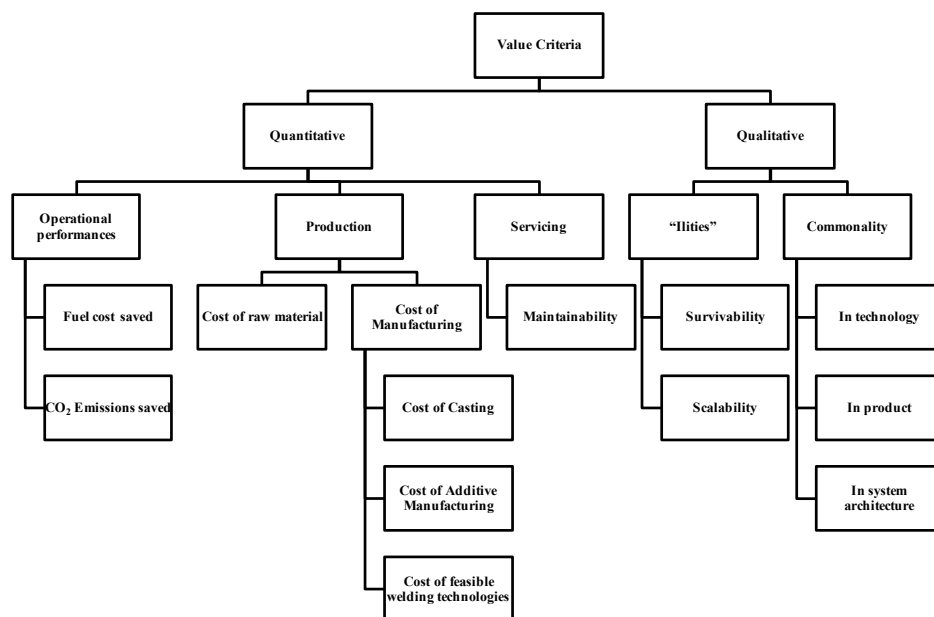 Value Criteria
Quantitative
Qualitative
Operational
performances
Production
Servicing
“Ilities”
Commonality
Fuel cost saved
Cost of raw material
Cost of
Manufacturing
Maintainability
Survivability
In technology
CO₂ Emissions saved
Cost of Casting
Scalability
In product
Cost of Additive
Manufacturing
In system
architecture
Cost of feasible
welding technologies